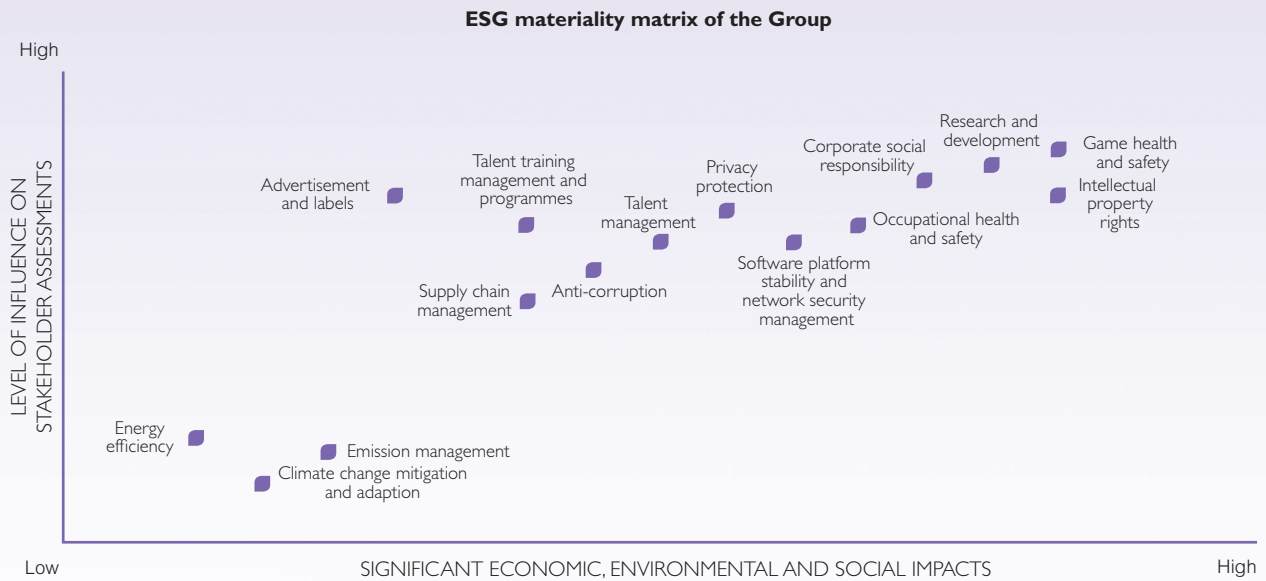 ESG materiality matrix of the Group
High
LEVEL OF INFLUENCE ON
STAKEHOLDER ASSESSMENTS
Research and
development
Game health
and safety
Corporate social
responsibility
Talent training
management and
programmes
Privacy
protection
Advertisement
and labels
Intellectual
property
rights
Talent
management
Occupational health
and safety
Software platform
stability and
network security
management
Supply chain
management
Anti-corruption
Energy
efficiency
Emission management
Climate change mitigation
and adaption
Low
SIGNIFICANT ECONOMIC, ENVIRONMENTAL AND SOCIAL IMPACTS
High